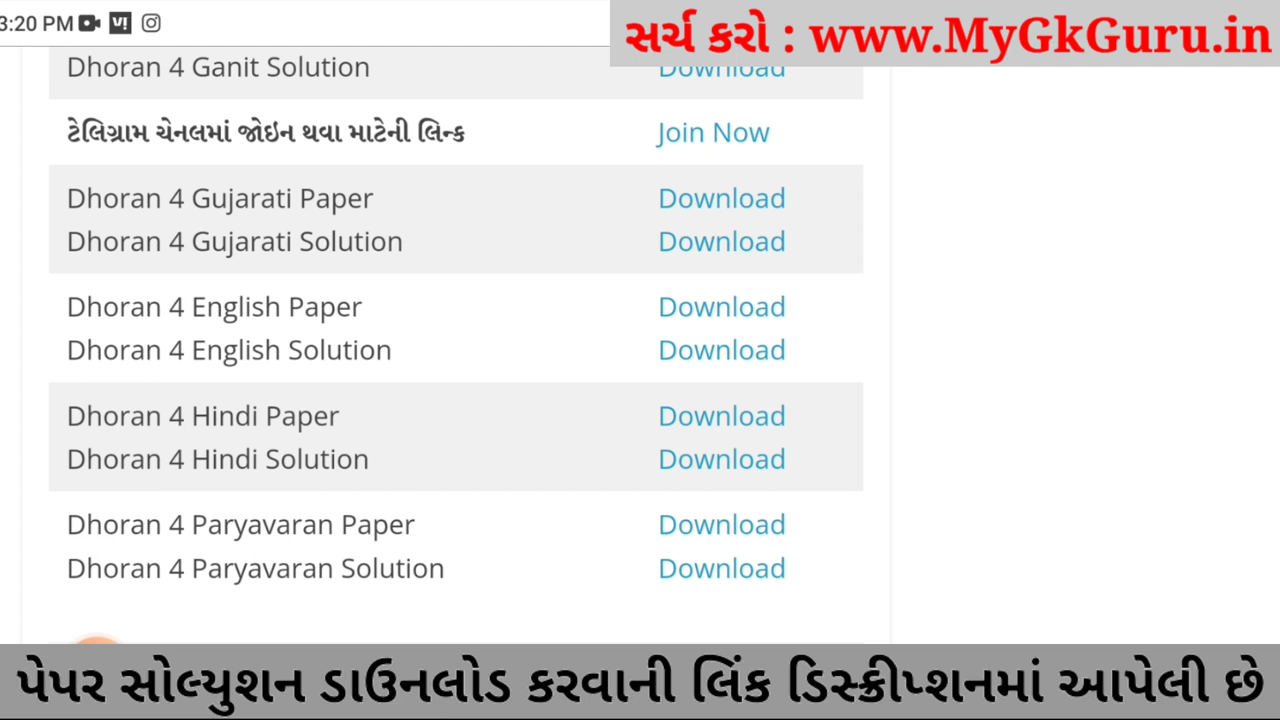 3:20 PM
સર્ચ કરો : www.MyGkGuru.in
Dhoran 4 Ganit Solution Download
ટેલિગ્રામ ચેનલમાં જોઇન થવા માટેની લિન્ક Join Now
Dhoran 4 Gujarati Paper Download
Dhoran 4 Gujarati Solution Download
Dhoran 4 English Paper Download
Dhoran 4 English Solution Download
Dhoran 4 Hindi Paper Download
Dhoran 4 Hindi Solution Download
Dhoran 4 Paryavaran Paper Download
Dhoran 4 Paryavaran Solution Download
પેપર સોલ્યુશન ડાઉનલોડ કરવાની લિંક ડિસ્ક્રીપ્શનમાં આપેલી છે